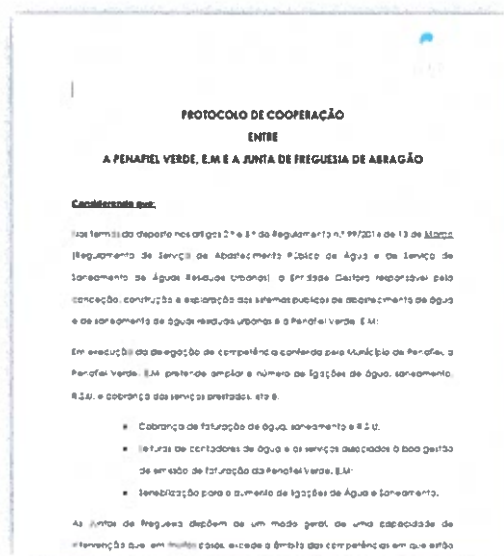 PROTOCOLO DE COOPERAÇÃO
ENTRE
A PENAFIEL VERDE, E.M E A JUNTA DE FREGUESIA DE ABRAGÃO
Considerando que:
Nos termos do disposto nos artigos 2º e 5º do Regulamento n.º 99/2014 de 13 de Março
(Regulamento de Serviço de Abastecimento Público de Água e de Serviço de
Saneamento de Águas Residuais Urbanas) a Entidade Gestora responsável pela
conceção, construção e exploração dos sistemas públicos de abastecimento de água
e de saneamento de águas residuais urbanas é a Penafiel Verde, E.M;
Em execução da delegação de competência conferida pelo Município de Penafiel, a
Penafiel Verde, E.M. pretende ampliar o número de ligações de água, saneamento,
R.S.U. e cobrança dos serviços prestados, isto é,
• Cobrança de faturação de água, saneamento e R.S.U.
• Leituras de contadores de água e os serviços associados à boa gestão
de emissão de faturação da Penafiel Verde, E.M;
• Sensibilização para o aumento de ligações de Água e Saneamento.
As Juntas de Freguesia dispõem de um modo geral, de uma capacidade de
intervenção que, em muitos casos, excede o âmbito das competências em que estão